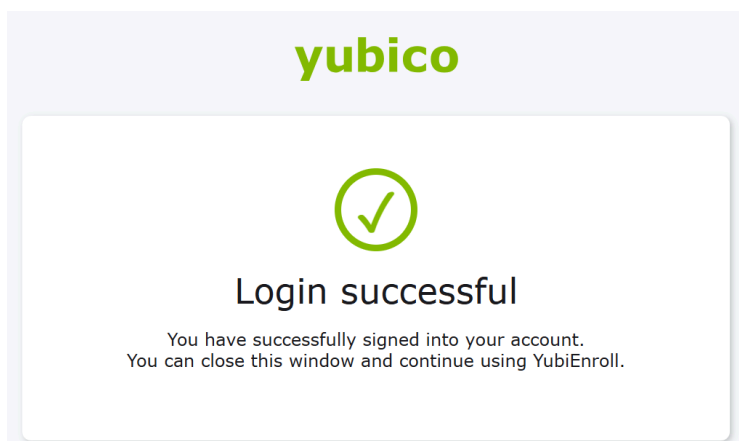 yubico
Login successful
You have successfully signed into your account.
You can close this window and continue using YubiEnroll.